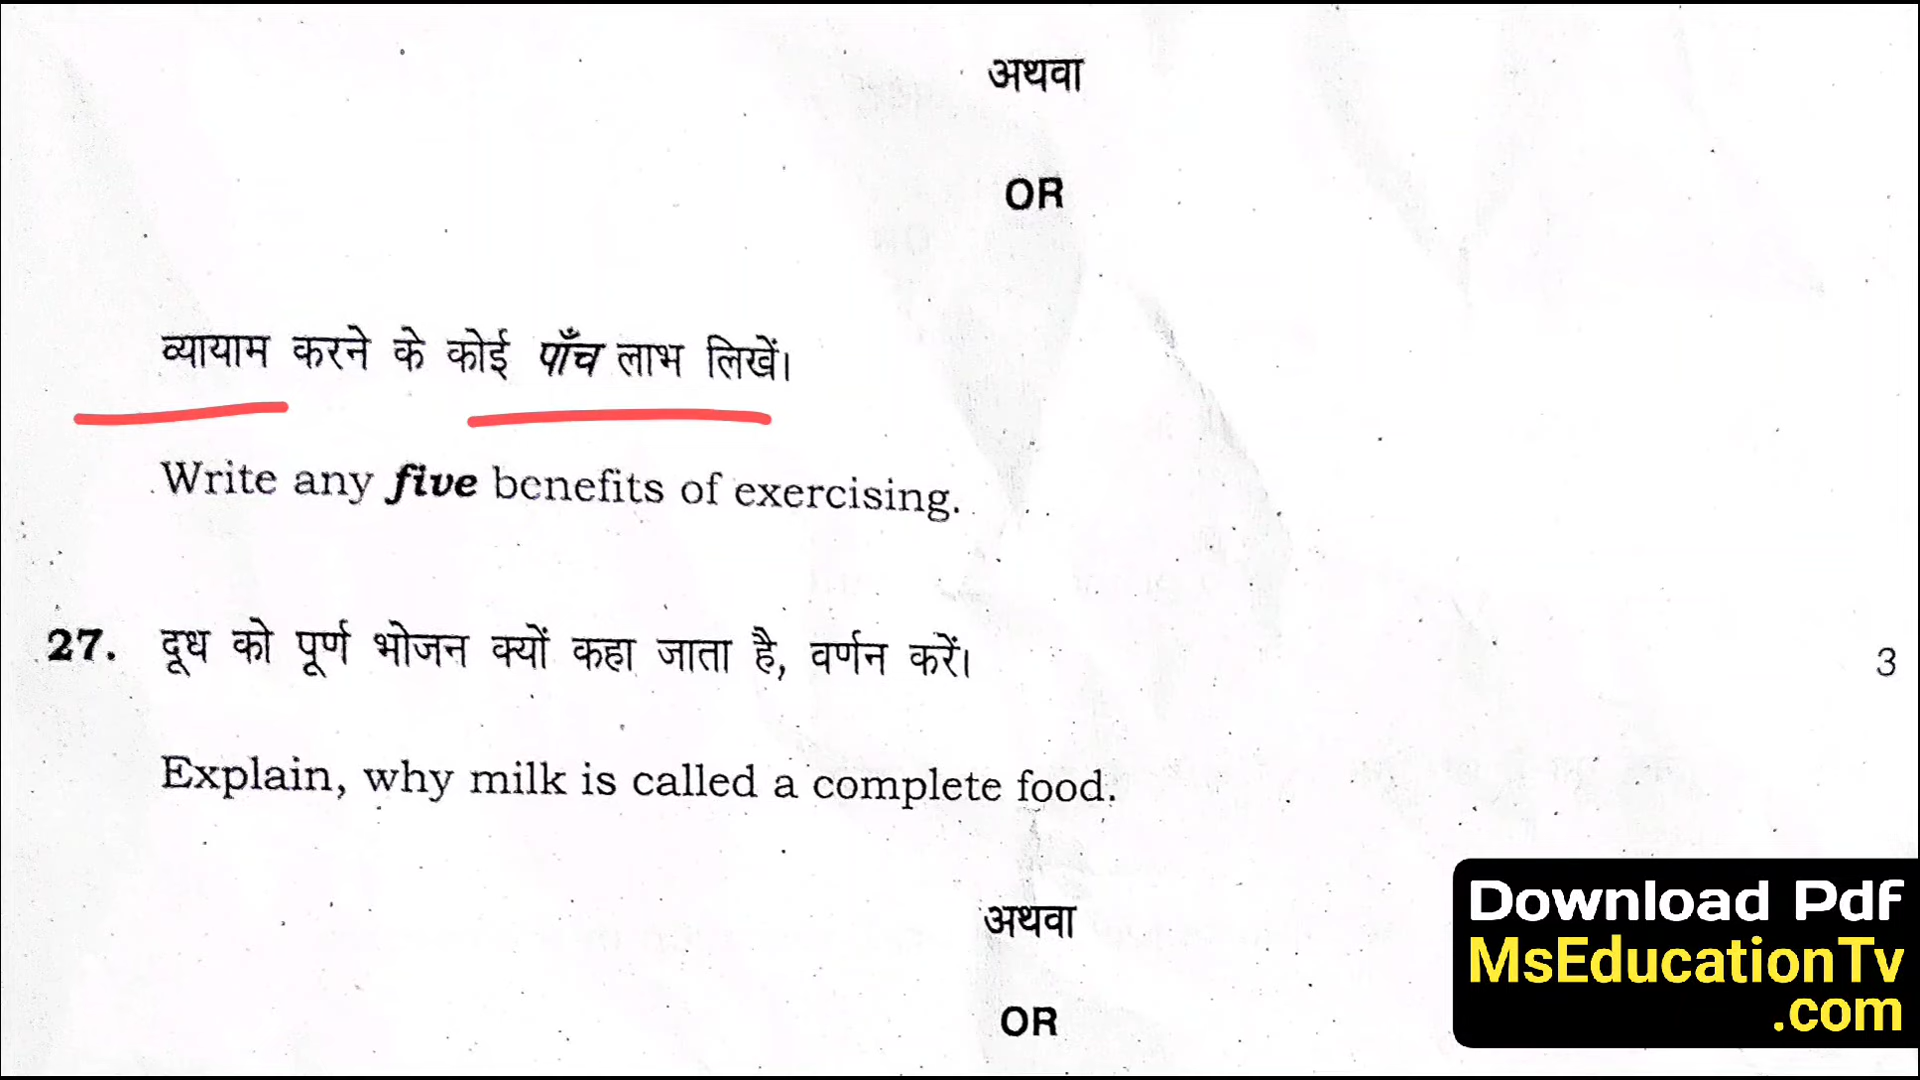 अथवा
OR
व्यायाम करने के कोई पाँच लाभ लिखें।
Write any five benefits of exercising.
27. दूध को पूर्ण भोजन क्यों कहा जाता है, वर्णन करें। 3
Explain, why milk is called a complete food.
अथवा
OR
Download Pdf
MsEducationTv
.com